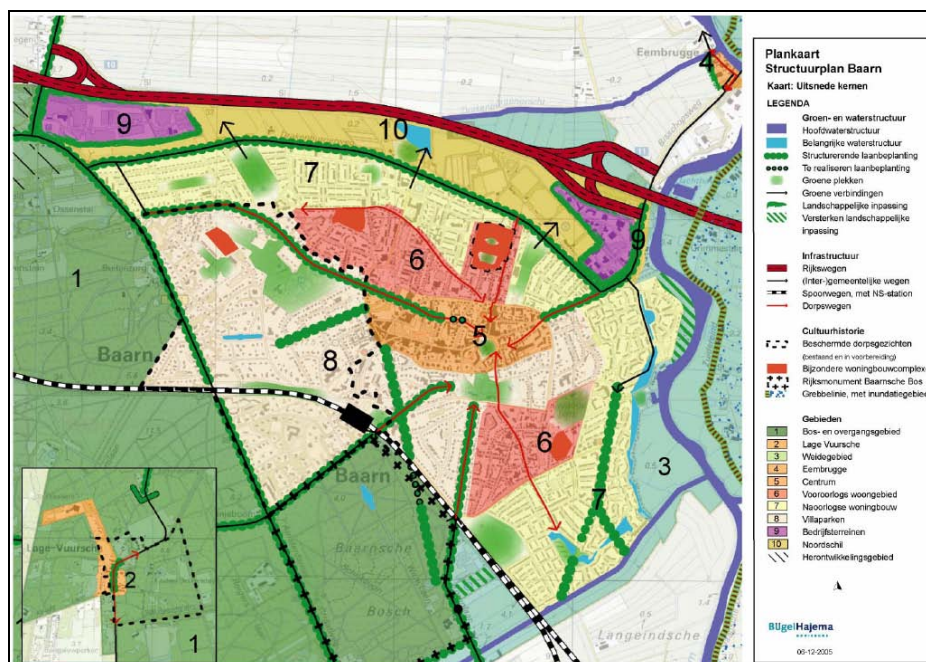 Plankaart
Structuurplan Baarn
Kaart: Uitsnede kernen
LEGENDA
Groen- en waterstructuur
Hoofdwaterstructuur
Belangrijke waterstructuur
Structurerende laanbeplanting
Te realiseren laanbeplanting
Groene plekken
Groene verbindingen
Landschappelijke inpassing
Versterken landschappelijke
inpassing
Infrastructuur
Rijkswegen
(Inter-)gemeentelijke wegen
Spoorwegen, met NS-station
Dorpswegen
Cultuurhistorie
Beschermde dorpsgezichten
(bestaand en in voorbereiding)
Bijzondere woningbouwcomplexe
Rijksmonument Baarnsche Bos
Grebbelinie, met inundatiegebied
Gebieden
1 Bos- en overgangsgebied
2 Lage Vuursche
3 Weidegebied
4 Eembrugge
5 Centrum
6 Vooroorlogs woongebied
7 Naoorlogse woningbouw
8 Villaparken
9 Bedrijfsterreinen
10 Noordschil
Herontwikkelingsgebied
BügelHajema
06-12-2005
Eembrugge
4
9
10
7
9
1
6
5
Baarn
8
6
3
Baarn
7
Baarnsche
Bosch
Langeindsche
Lage-Vuursche
2
1